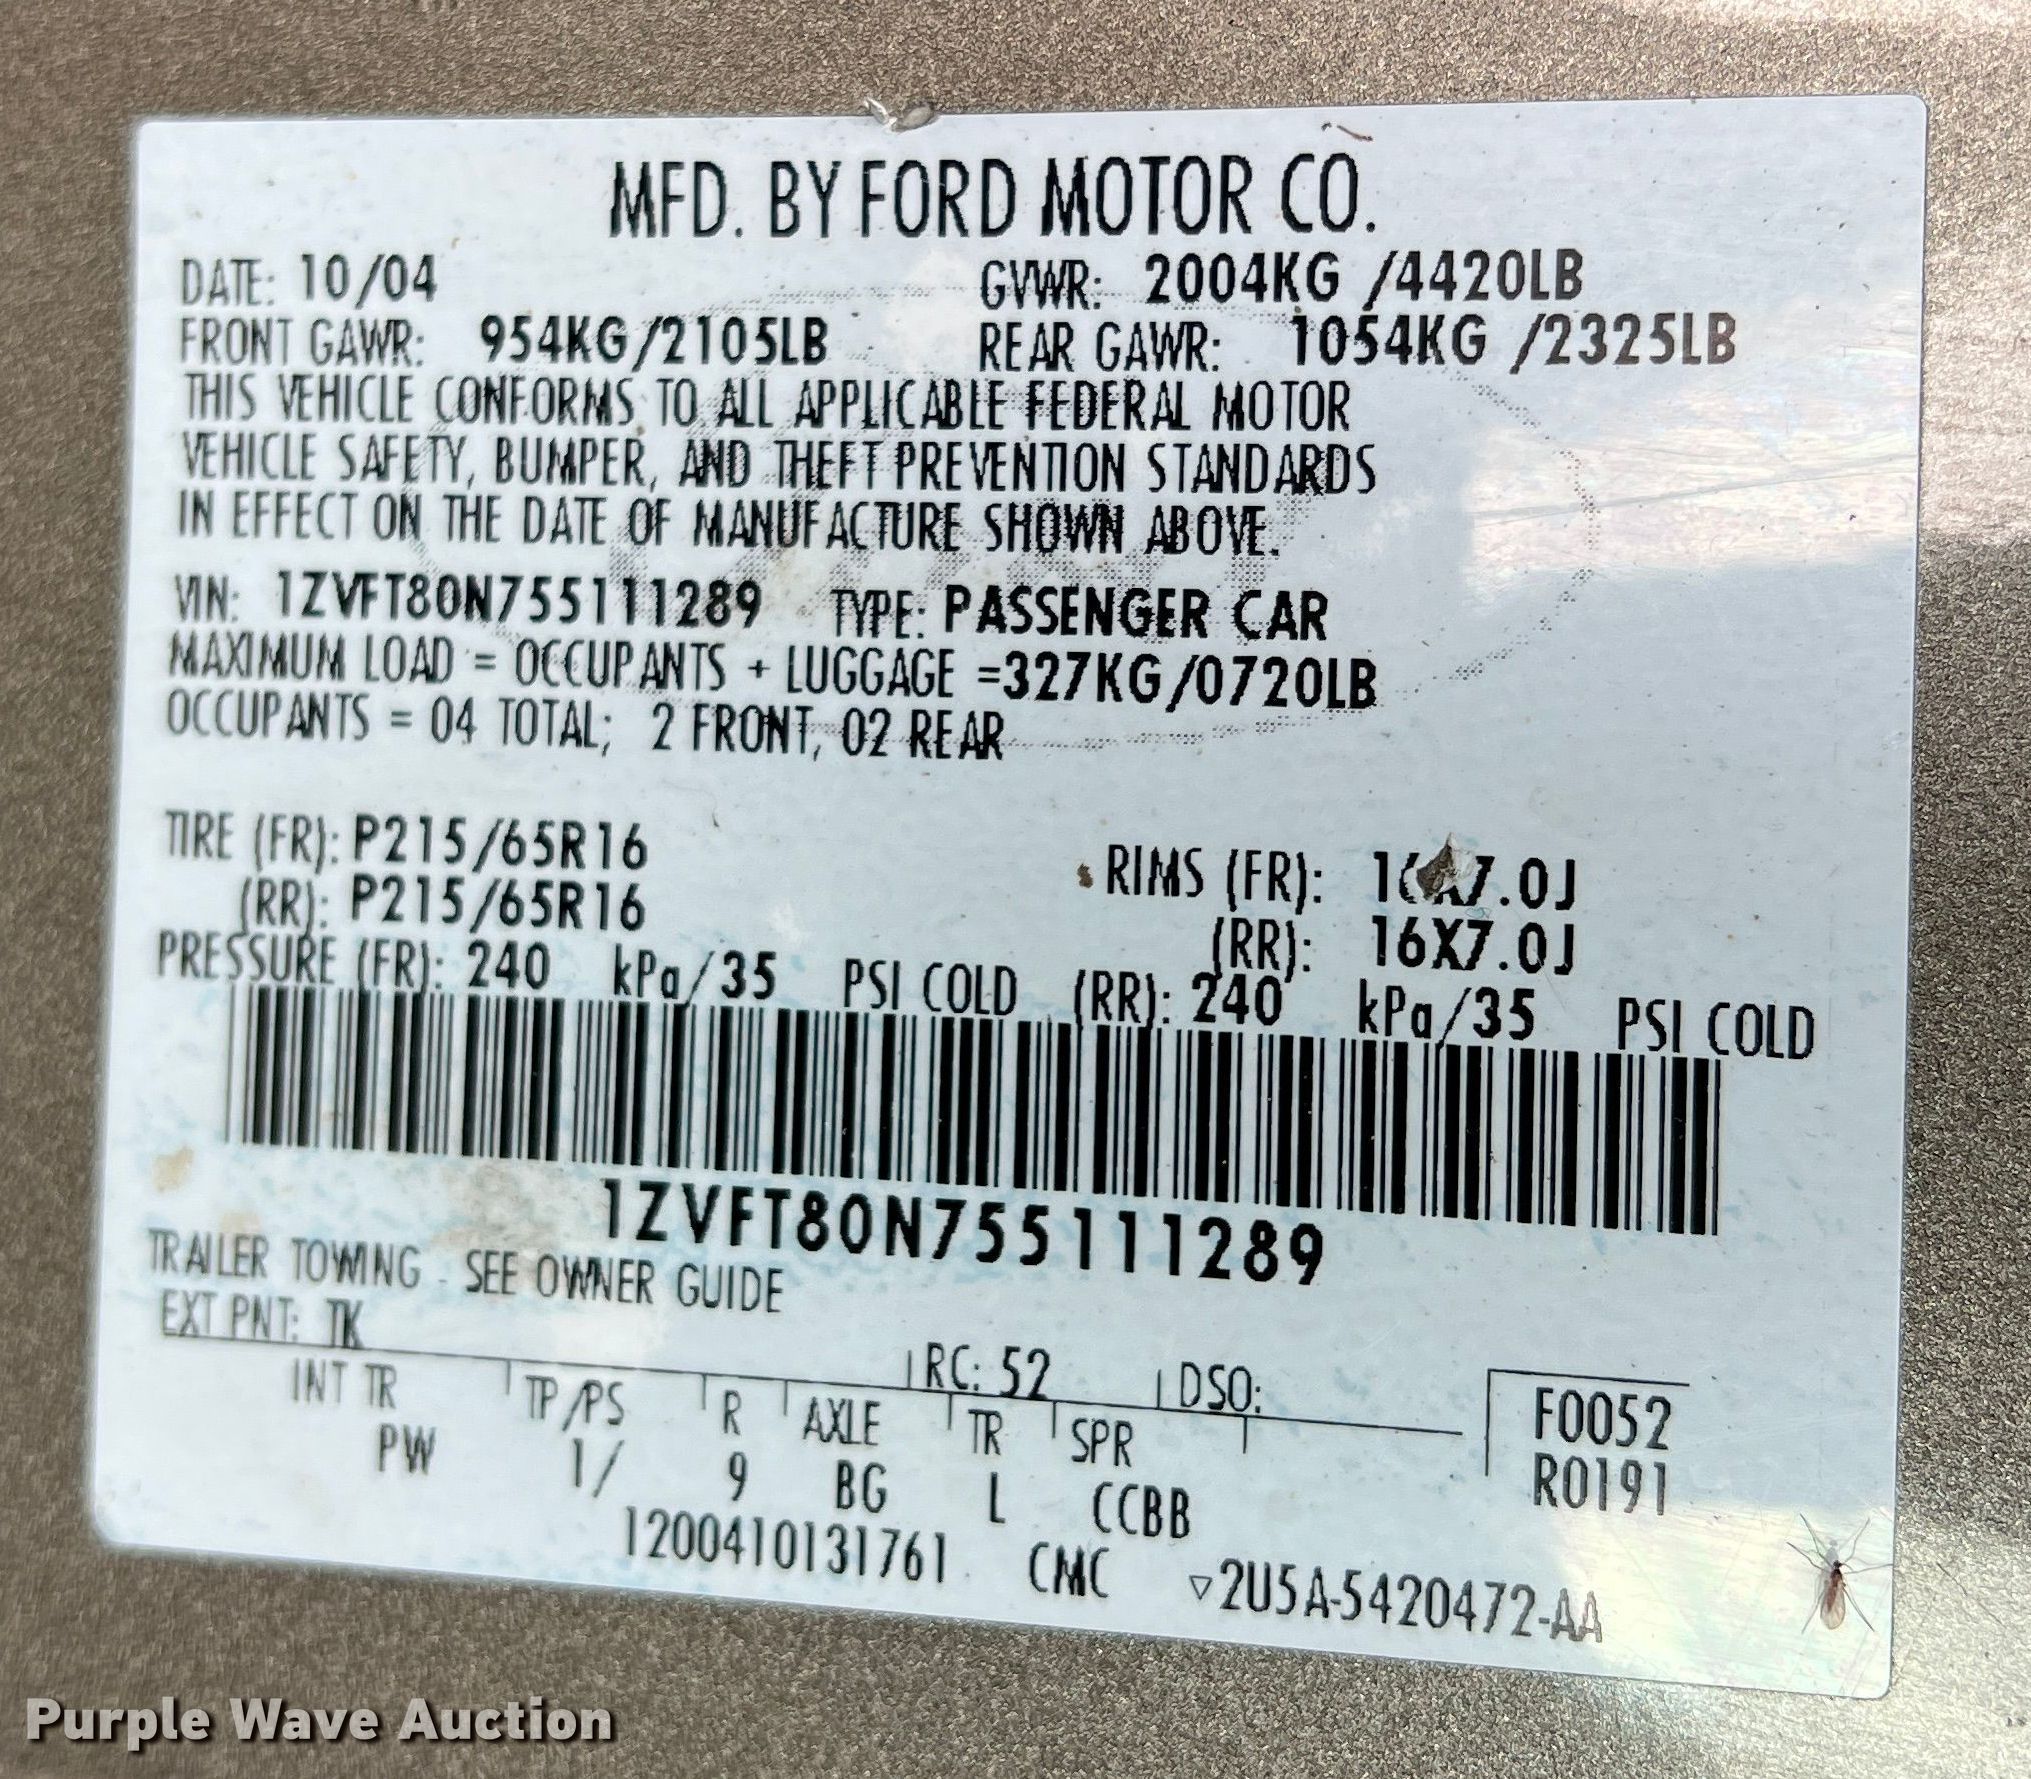 MFD. BY FORD MOTOR CO.
DATE: 10/04 GVWR: 2004KG /4420LB
FRONT GAWR: 954KG/2105LB REAR GAWR: 1054KG /2325LB
THIS VEHICLE CONFORMS TO ALL APPLICABLE FEDERAL MOTOR
VEHICLE SAFETY, BUMPER, AND THEFT PREVENTION STANDARDS
IN EFFECT ON THE DATE OF MANUFACTURE SHOWN ABOVE.
VIN: 1ZVFT80N755111289 TYPE: PASSENGER CAR
MAXIMUM LOAD = OCCUPANTS + LUGGAGE =327KG/0720LB
OCCUPANTS = 04 TOTAL; 2 FRONT, 02 REAR
TIRE (FR): P215/65R16 RIMS (FR): 16X7.0J
(RR): P215/65R16 (RR): 16X7.0J
PRESSURE (FR): 240 kPa/35 PSI COLD (RR): 240 kPa/35 PSI COLD
1ZVFT80N755111289
TRAILER TOWING - SEE OWNER GUIDE
EXT PNT: TK RC: 52 DSO:
INT TR TP/PS R AXLE TR SPR F0052
PW 1/ 9 BG L CCBB R0191
1200410131761 CMC ▽2U5A-5420472-AA
Purple Wave Auction